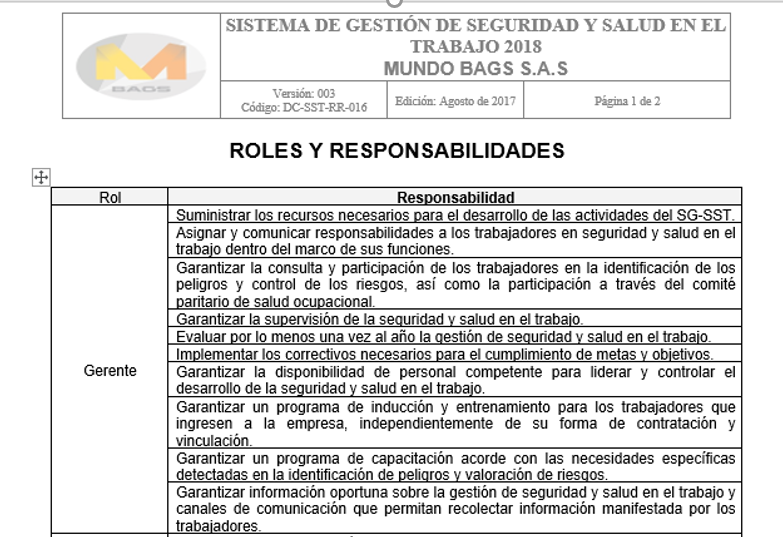 SISTEMA DE GESTIÓN DE SEGURIDAD Y SALUD EN EL
TRABAJO 2018
MUNDO BAGS S.A.S
M
BAGS
Versión: 003
Código: DC-SST-RR-016
Edición: Agosto de 2017
Página 1 de 2
ROLES Y RESPONSABILIDADES
Rol
Responsabilidad
Gerente
Suministrar los recursos necesarios para el desarrollo de las actividades del SG-SST.
Asignar y comunicar responsabilidades a los trabajadores en seguridad y salud en el
trabajo dentro del marco de sus funciones.
Garantizar la consulta y participación de los trabajadores en la identificación de los
peligros y control de los riesgos, así como la participación a través del comité
paritario de salud ocupacional.
Garantizar la supervisión de la seguridad y salud en el trabajo.
Evaluar por lo menos una vez al año la gestión de seguridad y salud en el trabajo.
Implementar los correctivos necesarios para el cumplimiento de metas y objetivos.
Garantizar la disponibilidad de personal competente para liderar y controlar el
desarrollo de la seguridad y salud en el trabajo.
Garantizar un programa de inducción y entrenamiento para los trabajadores que
ingresen a la empresa, independientemente de su forma de contratación y
vinculación.
Garantizar un programa de capacitación acorde con las necesidades específicas
detectadas en la identificación de peligros y valoración de riesgos.
Garantizar información oportuna sobre la gestión de seguridad y salud en el trabajo y
canales de comunicación que permitan recolectar información manifestada por los
trabajadores.